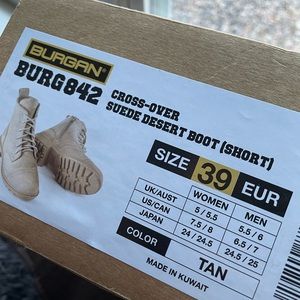 BURGAN®
BURG842
CROSS-OVER
SUEDE DESERT BOOT (SHORT)
SIZE 39 EUR
WOMEN MEN
UK/AUST 5 / 5.5 5.5 / 6
US/CAN 7.5 / 8 6.5 / 7
JAPAN 24 / 24.5 24.5 / 25
COLOR TAN
MADE IN KUWAIT